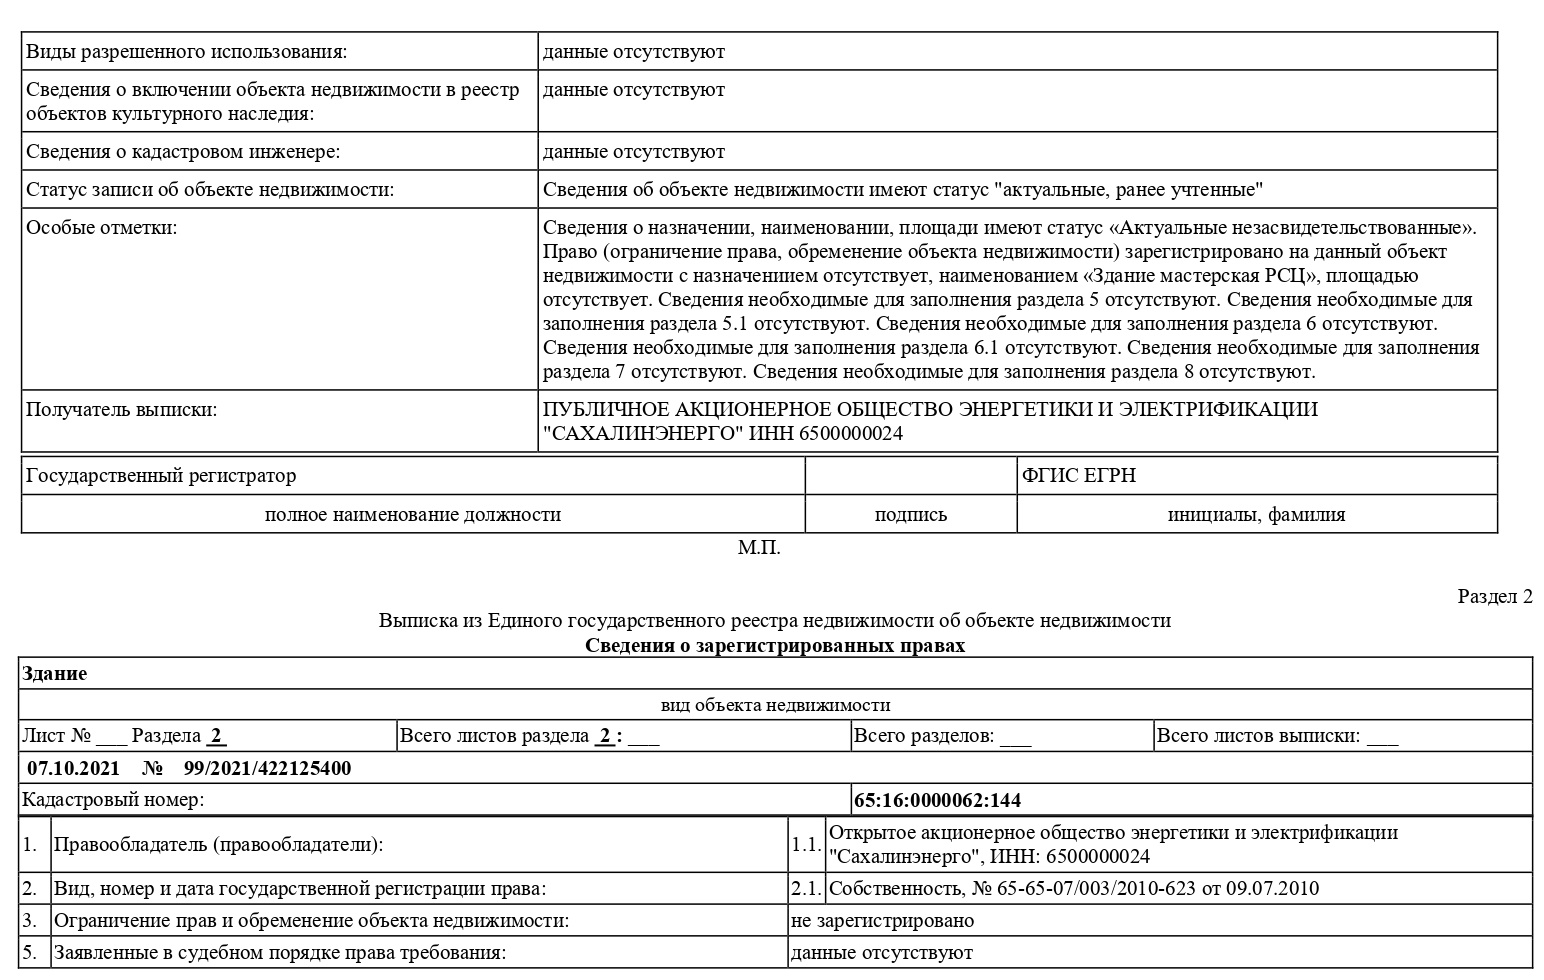 Виды разрешенного использования:
данные отсутствуют
Сведения о включении объекта недвижимости в реестр
объектов культурного наследия:
данные отсутствуют
Сведения о кадастровом инженере:
данные отсутствуют
Статус записи об объекте недвижимости:
Сведения об объекте недвижимости имеют статус "актуальные, ранее учтенные"
Особые отметки:
Сведения о назначении, наименовании, площади имеют статус «Актуальные незасвидетельствованные».
Право (ограничение права, обременение объекта недвижимости) зарегистрировано на данный объект
недвижимости с назначениием отсутствует, наименованием «Здание мастерская РСЦ», площадью
отсутствует. Сведения необходимые для заполнения раздела 5 отсутствуют. Сведения необходимые для
заполнения раздела 5.1 отсутствуют. Сведения необходимые для заполнения раздела 6 отсутствуют.
Сведения необходимые для заполнения раздела 6.1 отсутствуют. Сведения необходимые для заполнения
раздела 7 отсутствуют. Сведения необходимые для заполнения раздела 8 отсутствуют.
Получатель выписки:
ПУБЛИЧНОЕ АКЦИОНЕРНОЕ ОБЩЕСТВО ЭНЕРГЕТИКИ И ЭЛЕКТРИФИКАЦИИ
"САХАЛИНЭНЕРГО" ИНН 6500000024
Государственный регистратор
ФГИС ЕГРН
полное наименование должности
подпись
инициалы, фамилия
М.П.
Раздел 2
Выписка из Единого государственного реестра недвижимости об объекте недвижимости
Сведения о зарегистрированных правах
Здание
вид объекта недвижимости
Лист № ___ Раздела 2
Всего листов раздела 2 : ___
Всего разделов: ___
Всего листов выписки: ___
07.10.2021 № 99/2021/422125400
Кадастровый номер:
65:16:0000062:144
1. Правообладатель (правообладатели):
1.1. Открытое акционерное общество энергетики и электрификации
"Сахалинэнерго", ИНН: 6500000024
2. Вид, номер и дата государственной регистрации права:
2.1. Собственность, № 65-65-07/003/2010-623 от 09.07.2010
3. Ограничение прав и обременение объекта недвижимости:
не зарегистрировано
5. Заявленные в судебном порядке права требования:
данные отсутствуют